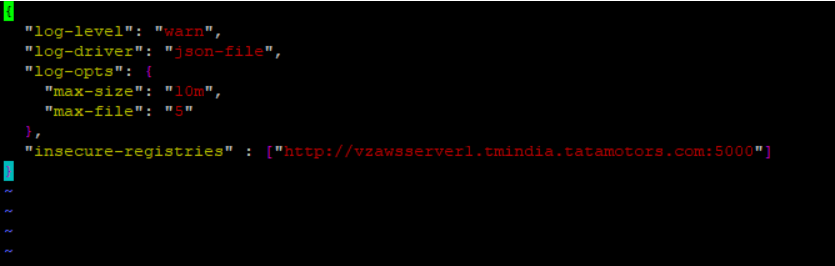 {
  "log-level": "warn",
  "log-driver": "json-file",
  "log-opts": {
    "max-size": "10m",
    "max-file": "5"
  },
  "insecure-registries" : ["http://vzawsserver1.tmindia.tatamotors.com:5000"]
}
~
~
~
~